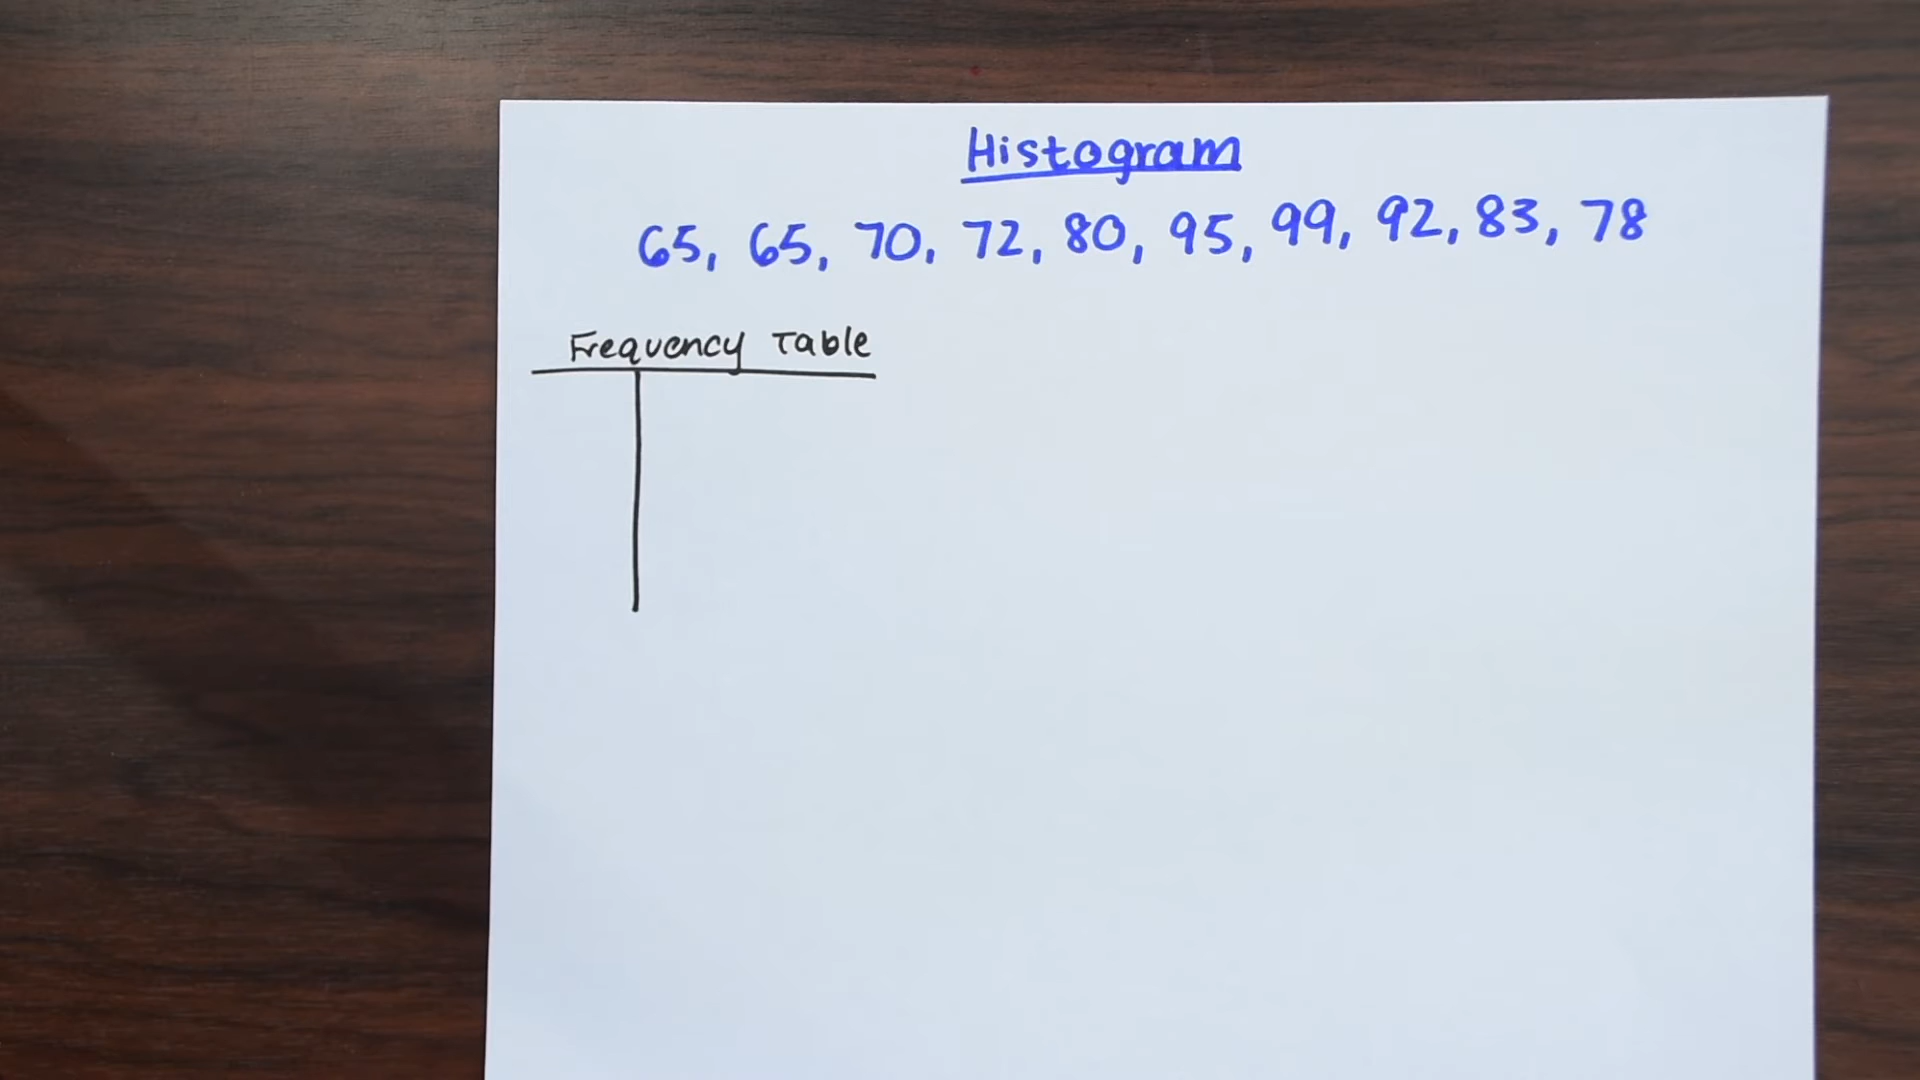 Histogram
65, 65, 70, 72, 80, 95, 99, 92, 83, 78
Frequency Table